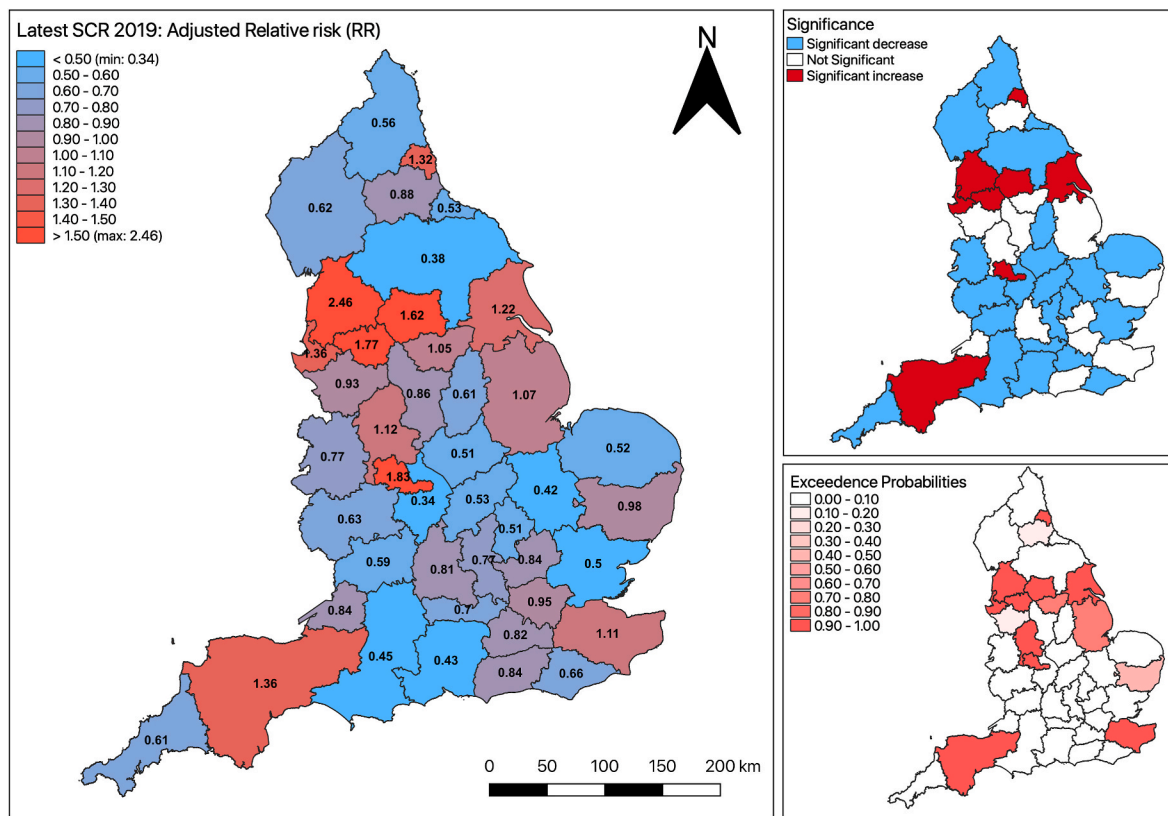 Latest SCR 2019: Adjusted Relative risk (RR)
< 0.50 (min: 0.34)
0.50 - 0.60
0.60 - 0.70
0.70 - 0.80
0.80 - 0.90
0.90 - 1.00
1.00 - 1.10
1.10 - 1.20
1.20 - 1.30
1.30 - 1.40
1.40 - 1.50
> 1.50 (max: 2.46)
N
0.56
1.32
0.88
0.62
0.53
0.38
2.46
1.62
1.22
1.77
1.36
1.05
0.93
0.86
0.61
1.07
1.12
0.77
0.51
0.52
1.83
0.34
0.53
0.42
0.98
0.63
0.51
0.59
0.81
0.77
0.84
0.5
0.84
0.7
0.95
0.82
1.11
0.45
0.43
0.84
0.66
1.36
0.61
0 50 100 150 200 km
Significance
Significant decrease
Not Significant
Significant increase
Exceedence Probabilities
0.00 - 0.10
0.10 - 0.20
0.20 - 0.30
0.30 - 0.40
0.40 - 0.50
0.50 - 0.60
0.60 - 0.70
0.70 - 0.80
0.80 - 0.90
0.90 - 1.00